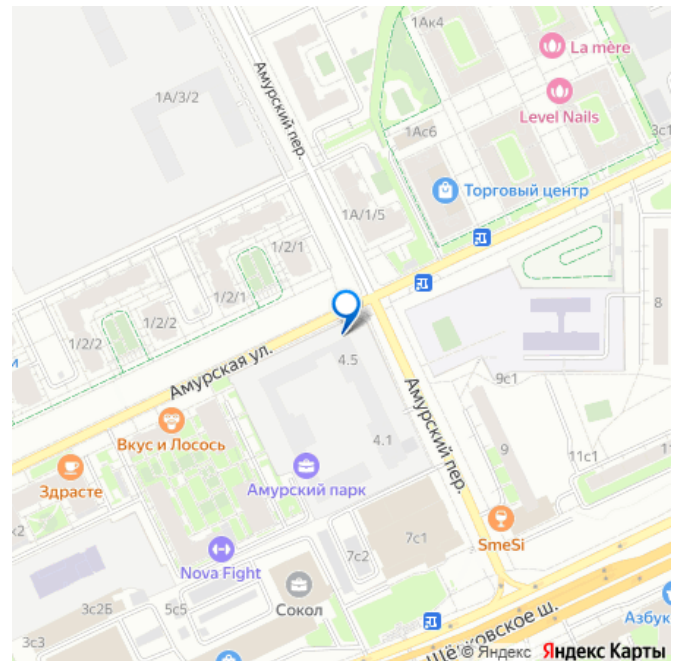 1Ак4
La mere
Level Nails
Амурский пер.
1А/3/2
1Ас6
3с1
Торговый центр
1А/1/5
1/2/1
1/2/1
8
1/2/2
1/2/2
и
4.5
Амурская ул.
Амурский пер.
9с1
Вкус и Лосось
4.1
9
11с1
11
Здрасте
Амурский парк
к2
7с1
SmeSi
7с2
Nova Fight
Сокол
3с2Б
5с5
Азбук
3с3
Щёлковское ш.
© Яндекс Яндекс Карты